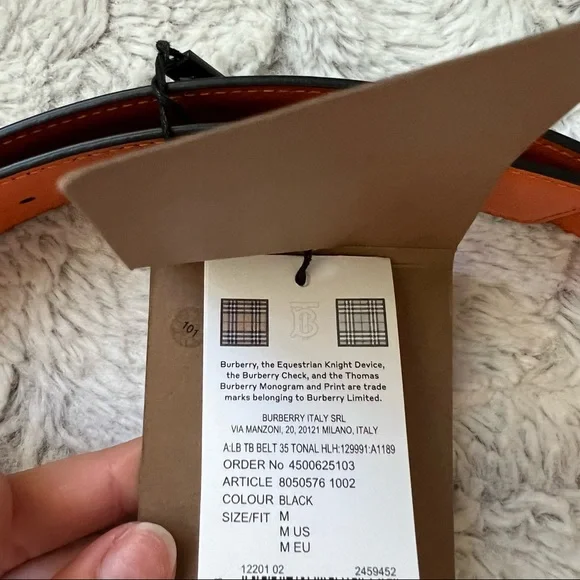 101
TB
Burberry, the Equestrian Knight Device,
the Burberry Check, and the Thomas
Burberry Monogram and Print are trade
marks belonging to Burberry Limited.
BURBERRY ITALY SRL
VIA MANZONI, 20, 20121 MILANO, ITALY
A:LB TB BELT 35 TONAL HLH:129991:A1189
ORDER No 4500625103
ARTICLE 8050576 1002
COLOUR BLACK
SIZE/FIT M
M US
M EU
12201 02 2459452